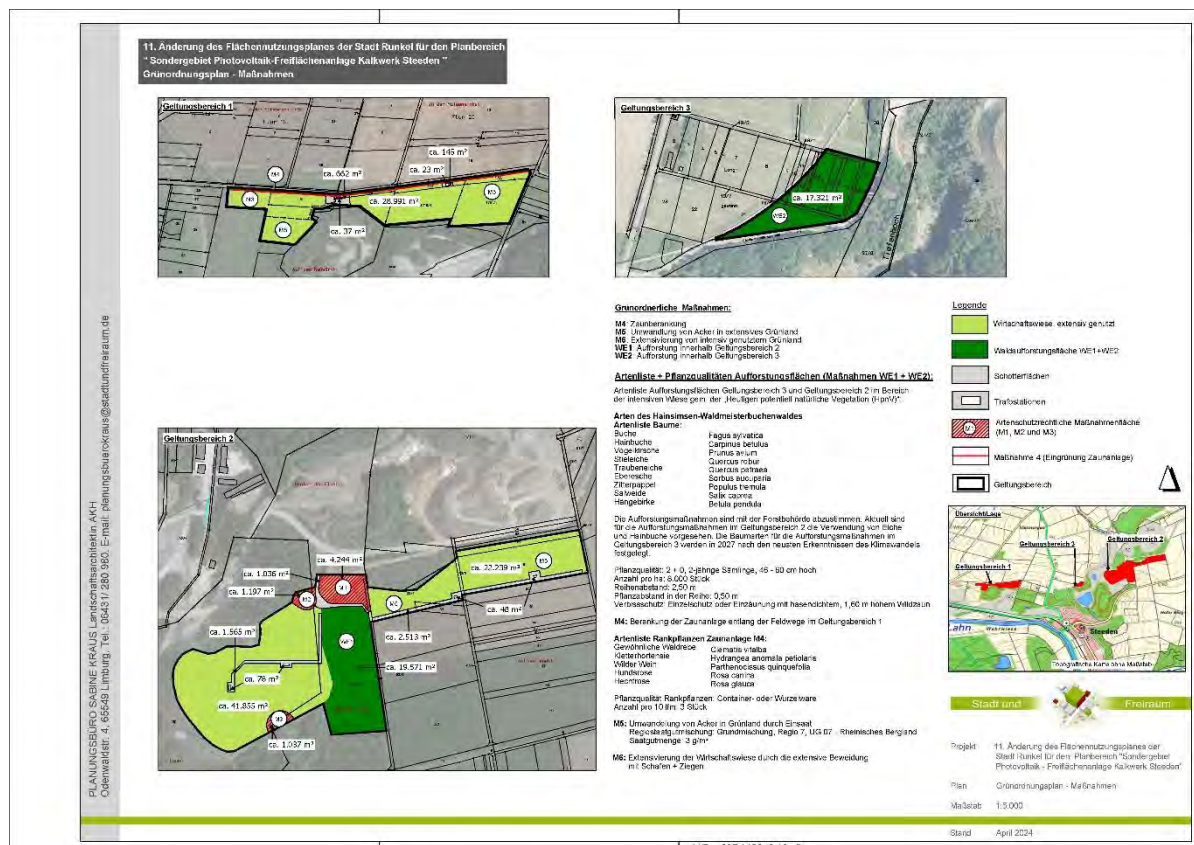 11. Änderung des Flächennutzungsplanes der Stadt Runkel für den Planbereich
" Sondergebiet Photovoltaik-Freiflächenanlage Kalkwerk Steeden "
Grünordnungsplan - Maßnahmen
PLANUNGSBÜRO SABINE KRAUS Landschaftsarchitektin AKH
Odenwaldstr. 4, 65549 Limburg, Tel.: 06431/ 280 960, E-mail: planungsbuerokraus@stadtundfreiraum.de
Geltungsbereich 1
ca. 145 m²
ca. 662 m²
ca. 23 m²
M4
M5
ca. 28.991 m²
M5
M5
ca. 37 m²
Geltungsbereich 3
ca. 17.321 m²
WE2
Tiefenbach
Geltungsbereich 2
ca. 4.244 m²
ca. 1.036 m²
ca. 1.197 m²
M1
M2
M6
M5
ca. 22.239 m²
ca. 48 m²
ca. 1.565 m²
ca. 2.513 m²
ca. 19.571 m²
ca. 78 m²
ca. 41.855 m²
ca. 1.037 m²
Grünordnerische Maßnahmen:
M4: Zaunberankung
M5: Umwandlung von Acker in extensives Grünland
M6: Extensivierung von intensiv genutztem Grünland
WE1: Aufforstung innerhalb Geltungsbereich 2
WE2: Aufforstung innerhalb Geltungsbereich 3
Artenliste + Pflanzqualitäten Aufforstungsflächen (Maßnahmen WE1 + WE2):
Artenliste Aufforstungsflächen Geltungsbereich 3 und Geltungsbereich 2 im Bereich
der intensiven Wiese gem. der „Heutigen potentiell natürliche Vegetation (HpnV)"
Arten des Hainsimsen-Waldmeisterbuchenwaldes
Artenliste Bäume:
Buche Fagus sylvatica
Hainbuche Carpinus betulus
Vogelkirsche Prunus avium
Stieleiche Quercus robur
Traubeneiche Quercus petraea
Eberesche Sorbus aucuparia
Zitterpappel Populus tremula
Salweide Salix caprea
Hängebirke Betula pendula
Die Aufforstungsmaßnahmen sind mit der Forstbehörde abzustimmen. Aktuell sind
für die Aufforstungsmaßnahmen im Geltungsbereich 2 die Verwendung von Eiche
und Hainbuche vorgesehen. Die Baumarten für die Aufforstungsmaßnahmen im
Geltungsbereich 3 werden in 2027 nach den neusten Erkenntnissen des Klimawandels
festgelegt.
Pflanzqualität: 2 + 0, 2-jährige Sämlinge, 46 - 60 cm hoch
Anzahl pro ha: 8.000 Stück
Reihenabstand: 2,50 m
Pflanzabstand in der Reihe: 0,50 m
Verbissschutz: Einzelschutz oder Einzäunung mit hasendichtem, 1,60 m hohem Wildzaun
M4: Berankung der Zaunanlage entlang der Feldwege im Geltungsbereich 1
Artenliste Rankpflanzen Zaunanlage M4:
Gewöhnliche Waldrebe Clematis vitalba
Kletterhortensie Hydrangea anomala petiolaris
Wilder Wein Parthenocissus quinquefolia
Hundsrose Rosa canina
Hechtrose Rosa glauca
Pflanzqualität Rankpflanzen: Container- oder Wurzelware
Anzahl pro 10 lfm: 3 Stück
M5: Umwandelung von Acker in Grünland durch Einsaat
Regiosaatgutmischung: Grundmischung, Regio 7, UG 07 - Rheinisches Bergland
Saatgutmenge: 3 g/m²
M6: Extensivierung der Wirtschaftswiese durch die extensive Beweidung
mit Schafen + Ziegen
Legende
Wirtschaftswiese extensiv genutzt
Waldaufforstungsfläche WE1+WE2
Schotterflächen
Trafostationen
Artenschutzrechtliche Maßnahmenfläche
(M1, M2 und M3)
Maßnahme 4 (Eingrünung Zaunanlage)
Geltungsbereich
Übersicht/Lage
Geltungsbereich 2
Geltungsbereich 3
Geltungsbereich 1
Steeden
Topografische Karte ohne Maßstab
Stadt und Freiraum
Projekt 11. Änderung des Flächennutzungsplanes der
Stadt Runkel für den Planbereich "Sondergebiet
Photovoltaik - Freiflächenanlage Kalkwerk Steeden"
Plan Grünordnungsplan - Maßnahmen
Maßstab 1:5.000
Stand April 2024